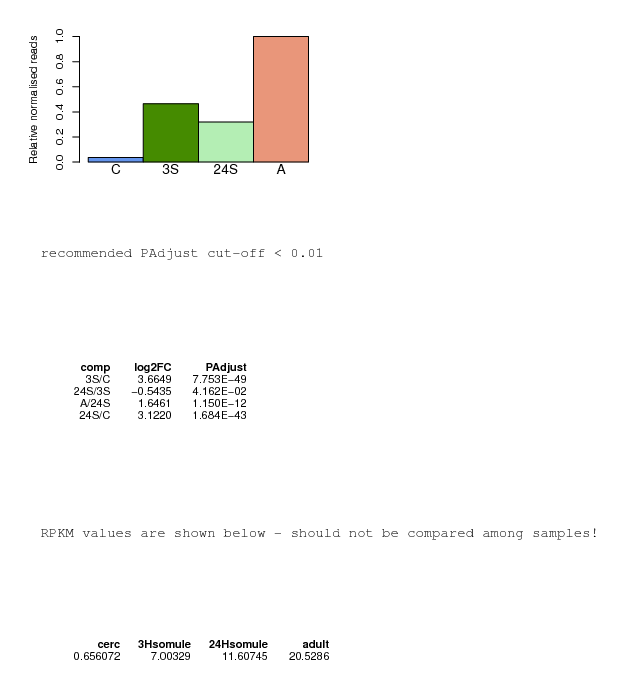 Relative normalised reads
1.0
0.8
0.6
0.4
0.2
0.0
C 3S 24S A
recommended PAdjust cut-off < 0.01
comp log2FC PAdjust
3S/C 3.6649 7.753E−49
24S/3S −0.5435 4.162E−02
A/24S 1.6461 1.150E−12
24S/C 3.1220 1.684E−43
RPKM values are shown below - should not be compared among samples!
cerc 3Hsomule 24Hsomule adult
0.656072 7.00329 11.60745 20.5286